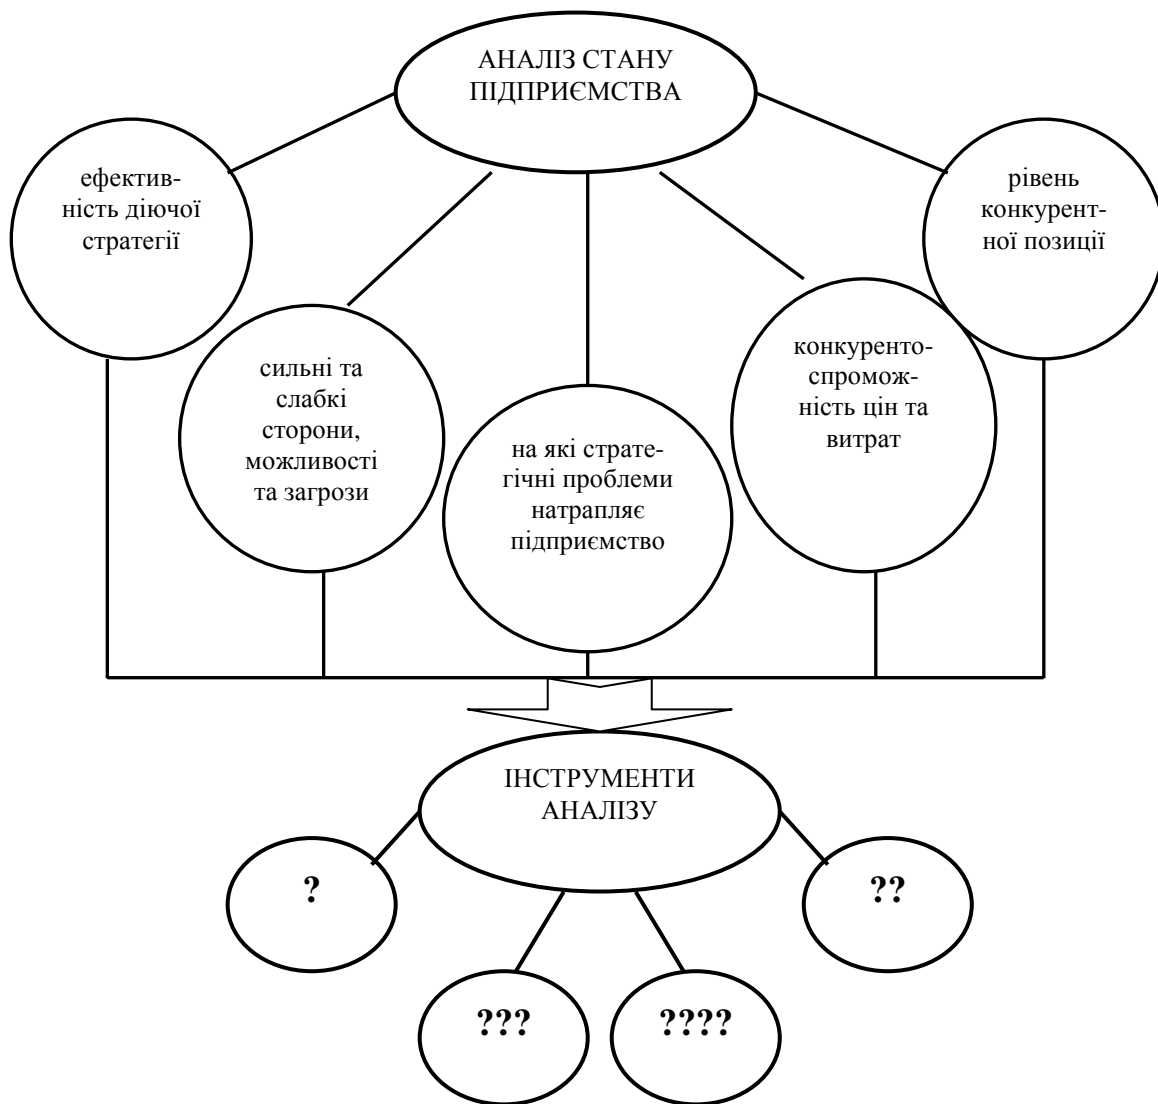 АНАЛІЗ СТАНУ
ПІДПРИЄМСТВА
ефектив-
ність діючої
стратегії
рівень
конкурент-
ної позиції
сильні та
слабкі
сторони,
можливості
та загрози
на які страте-
гічні проблеми
натрапляє
підприємство
конкуренто-
спромож-
ність цін та
витрат
ІНСТРУМЕНТИ
АНАЛІЗУ
?
??
???
????